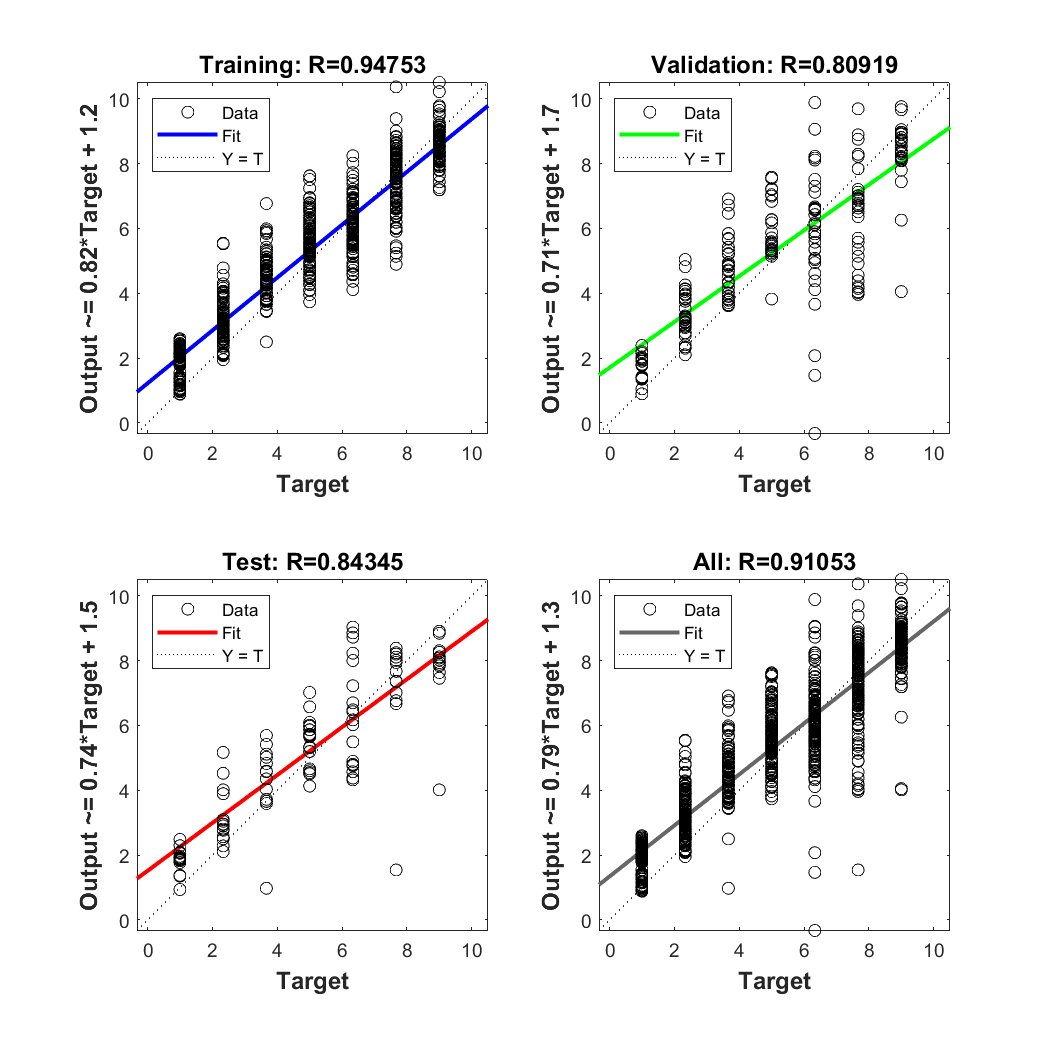 Training: R=0.94753
Output ~= 0.82*Target + 1.2
10
8
6
4
2
0
Data
Fit
Y = T
0 2 4 6 8 10
Target
Validation: R=0.80919
Output ~= 0.71*Target + 1.7
10
8
6
4
2
0
Data
Fit
Y = T
0 2 4 6 8 10
Target
Test: R=0.84345
Output ~= 0.74*Target + 1.5
10
8
6
4
2
0
Data
Fit
Y = T
0 2 4 6 8 10
Target
All: R=0.91053
Output ~= 0.79*Target + 1.3
10
8
6
4
2
0
Data
Fit
Y = T
0 2 4 6 8 10
Target